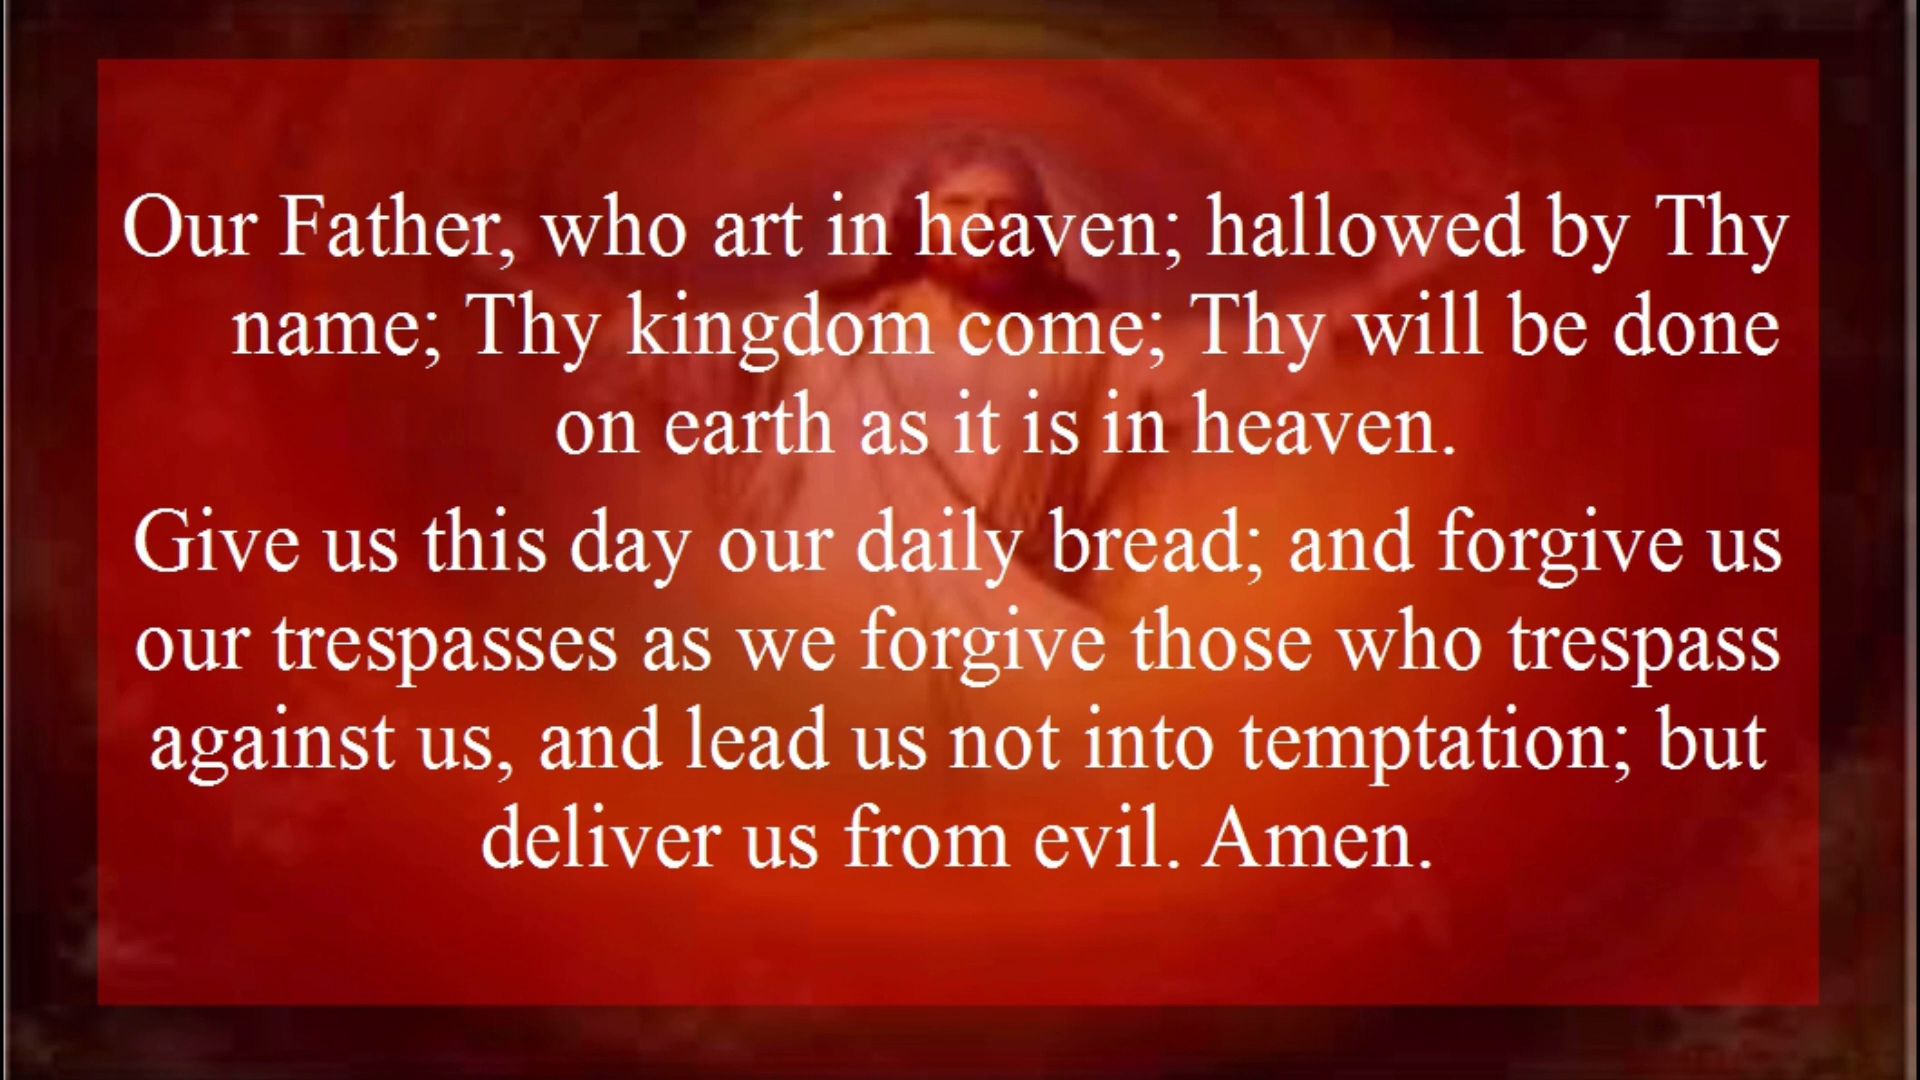 Our Father, who art in heaven; hallowed by Thy
name; Thy kingdom come; Thy will be done
on earth as it is in heaven.
Give us this day our daily bread; and forgive us
our trespasses as we forgive those who trespass
against us, and lead us not into temptation; but
deliver us from evil. Amen.